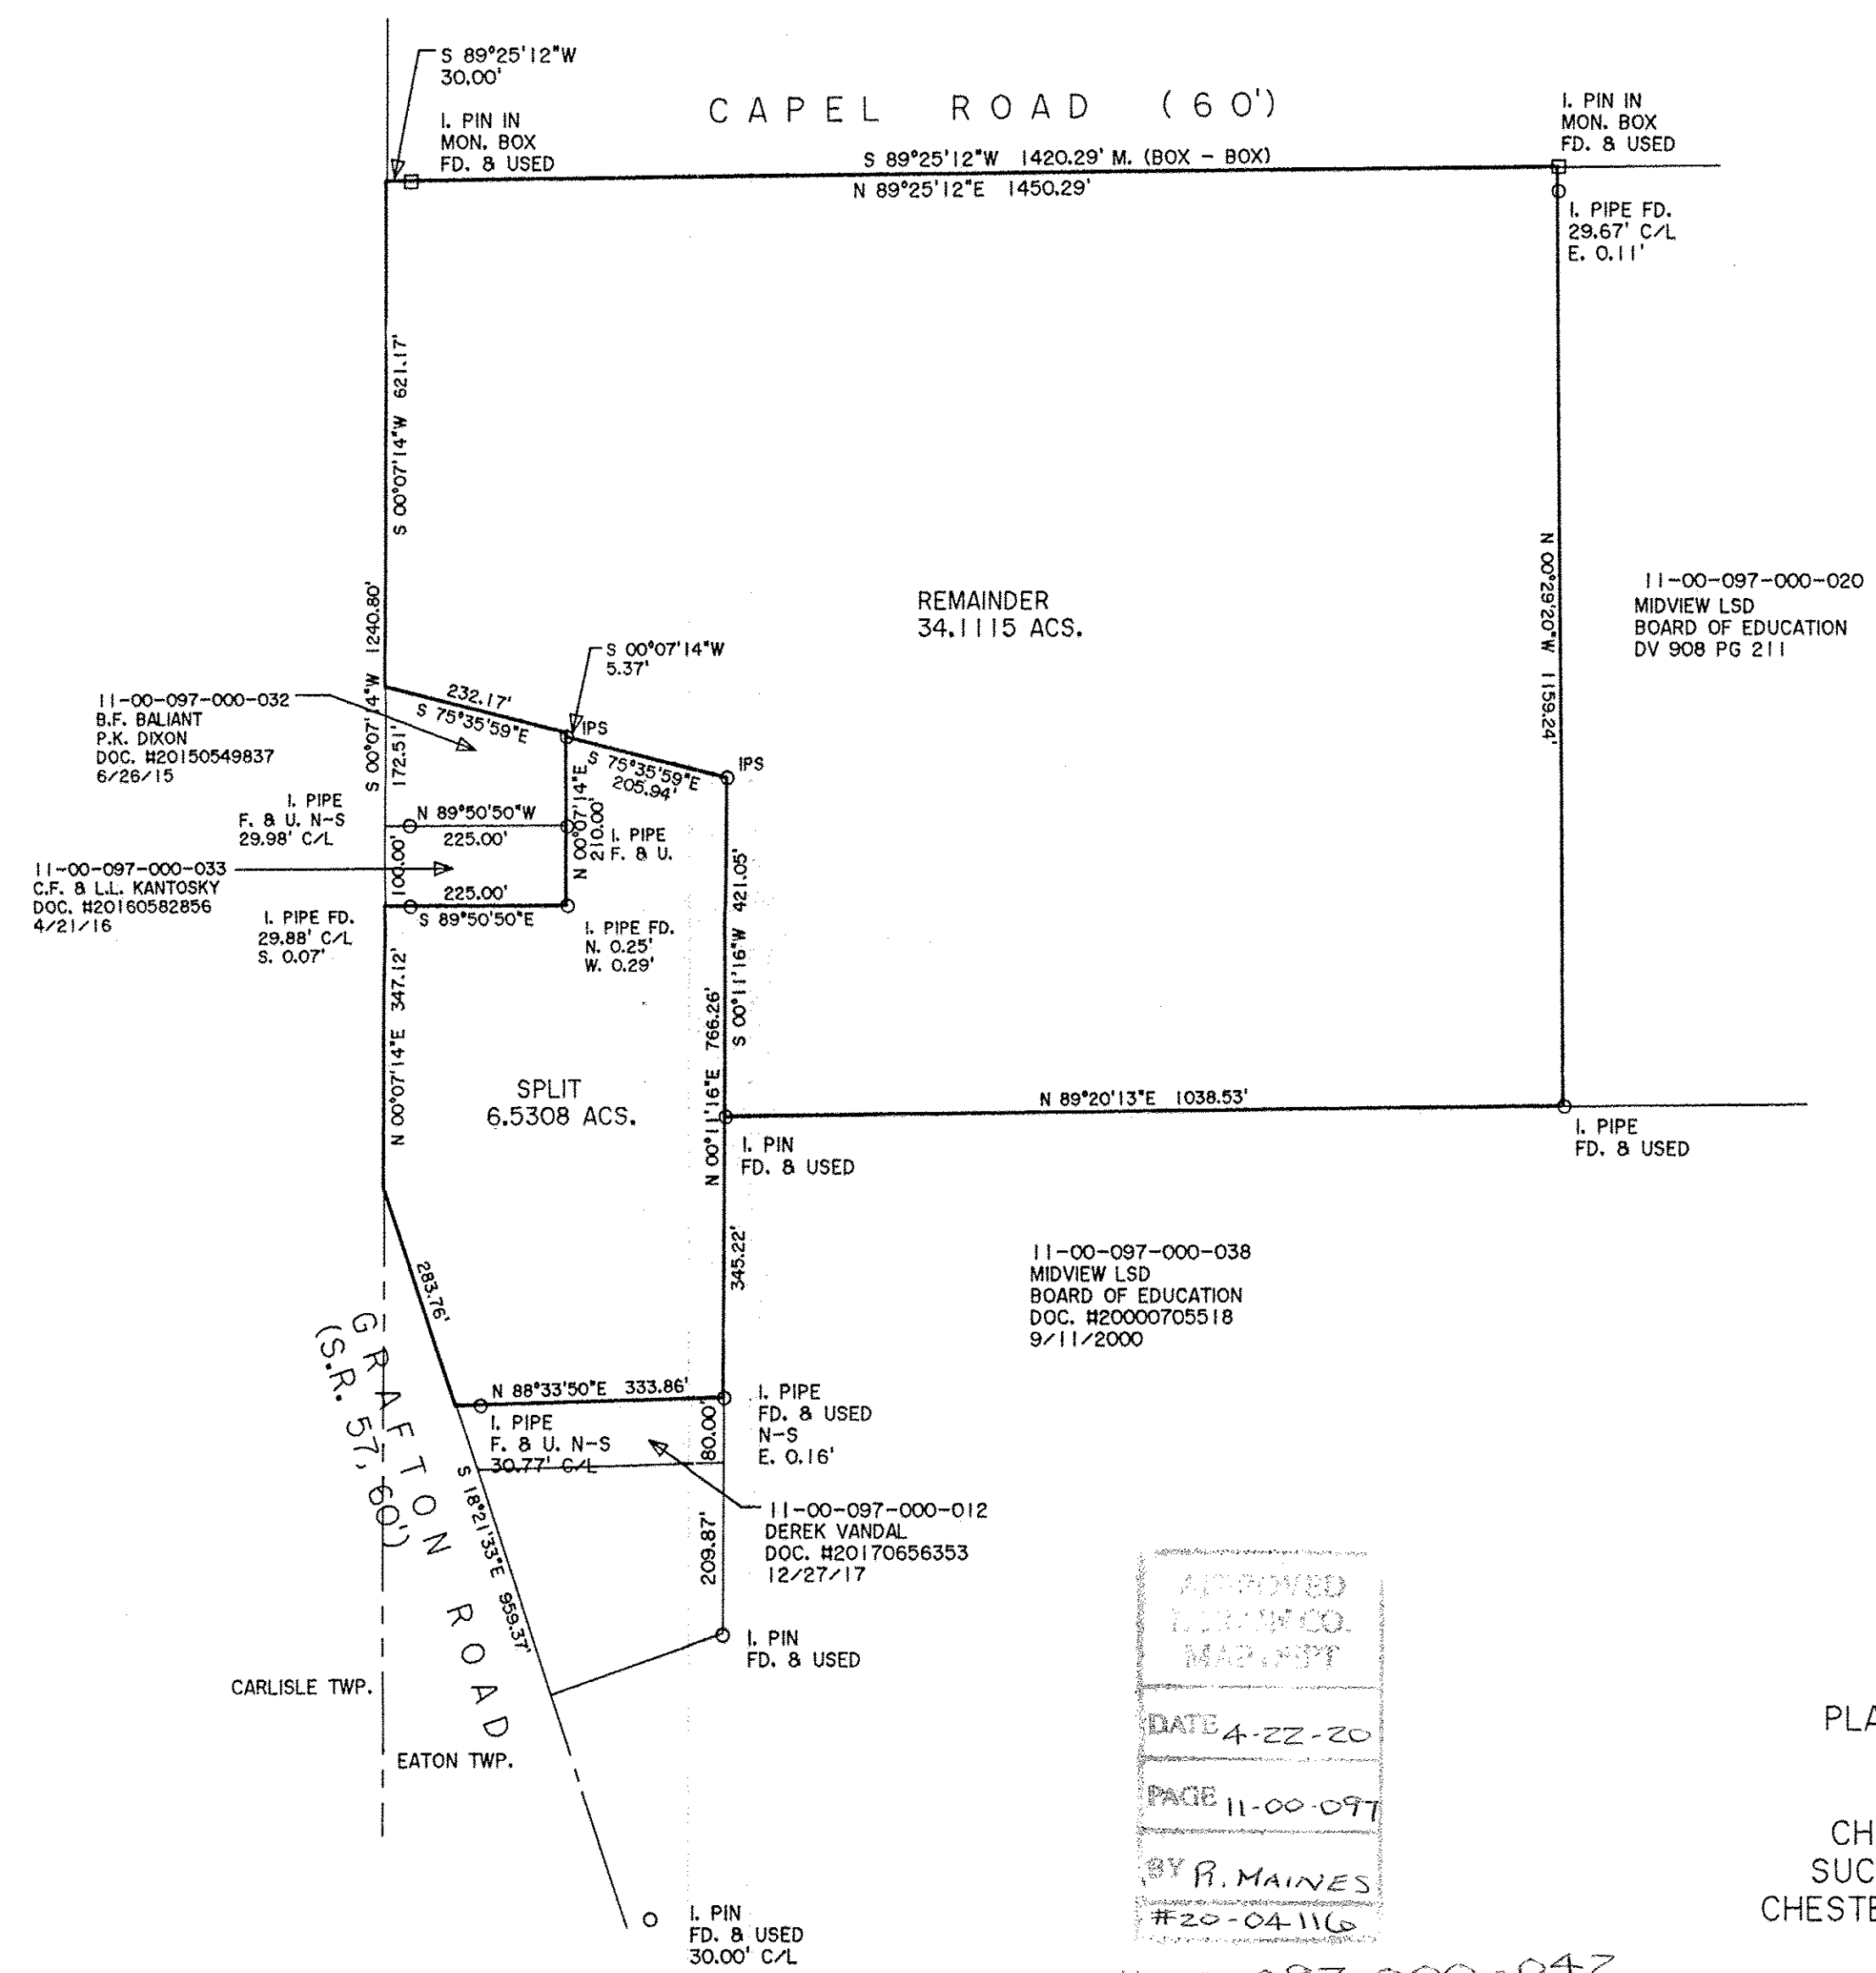 S 89°25'12"W
30.00'
CAPEL ROAD (60')
I. PIN IN
MON. BOX
FD. & USED
I. PIN IN
MON. BOX
FD. & USED
S 89°25'12"W 1420.29' M. (BOX - BOX)
N 89°25'12"E 1450.29'
I. PIPE FD.
29.67' C/L
E. 0.11'
S 00°07'14"W 621.17'
S 00°07'14"W 1240.80'
N 00°29'20"W 1159.24'
11-00-097-000-020
MIDVIEW LSD
BOARD OF EDUCATION
DV 908 PG 211
REMAINDER
34.1115 ACS.
S 00°07'14"W
5.37'
11-00-097-000-032
B.F. BALIANT
P.K. DIXON
DOC. #20150549837
6/26/15
232.17'
S 75°35'59"E
IPS
S 75°35'59"E
205.94'
IPS
172.51'
I. PIPE
F. & U. N-S
29.98' C/L
N 89°50'50"W
225.00'
N 00°07'14"E
210.00'
I. PIPE
F. & U.
11-00-097-000-033
C.F. & L.L. KANTOSKY
DOC. #20160582856
4/21/16
100.00'
225.00'
S 89°50'50"E
I. PIPE FD.
29.88' C/L
S. 0.07'
I. PIPE FD.
N. 0.25'
W. 0.29'
S 00°11'16"W 421.05'
N 00°11'16"E 766.26'
N 00°07'14"E 347.12'
SPLIT
6.5308 ACS.
N 89°20'13"E 1038.53'
I. PIN
FD. & USED
I. PIPE
FD. & USED
345.22'
11-00-097-000-038
MIDVIEW LSD
BOARD OF EDUCATION
DOC. #20000705518
9/11/2000
283.76'
GRAFTON ROAD
(S.R. 57, 60')
N 88°33'50"E 333.86'
I. PIPE
F. & U. N-S
30.77' C/L
I. PIPE
FD. & USED
N-S
E. 0.16'
80.00'
S 18°21'33"E 959.37'
11-00-097-000-012
DEREK VANDAL
DOC. #20170656353
12/27/17
209.87'
I. PIN
FD. & USED
CARLISLE TWP.
EATON TWP.
APPROVED
CO.
DATE 4-22-20
PAGE 11-00-097
BY R. MAINES
#20-04116
I. PIN
FD. & USED
30.00' C/L
PLA
CH
SUC
CHESTE